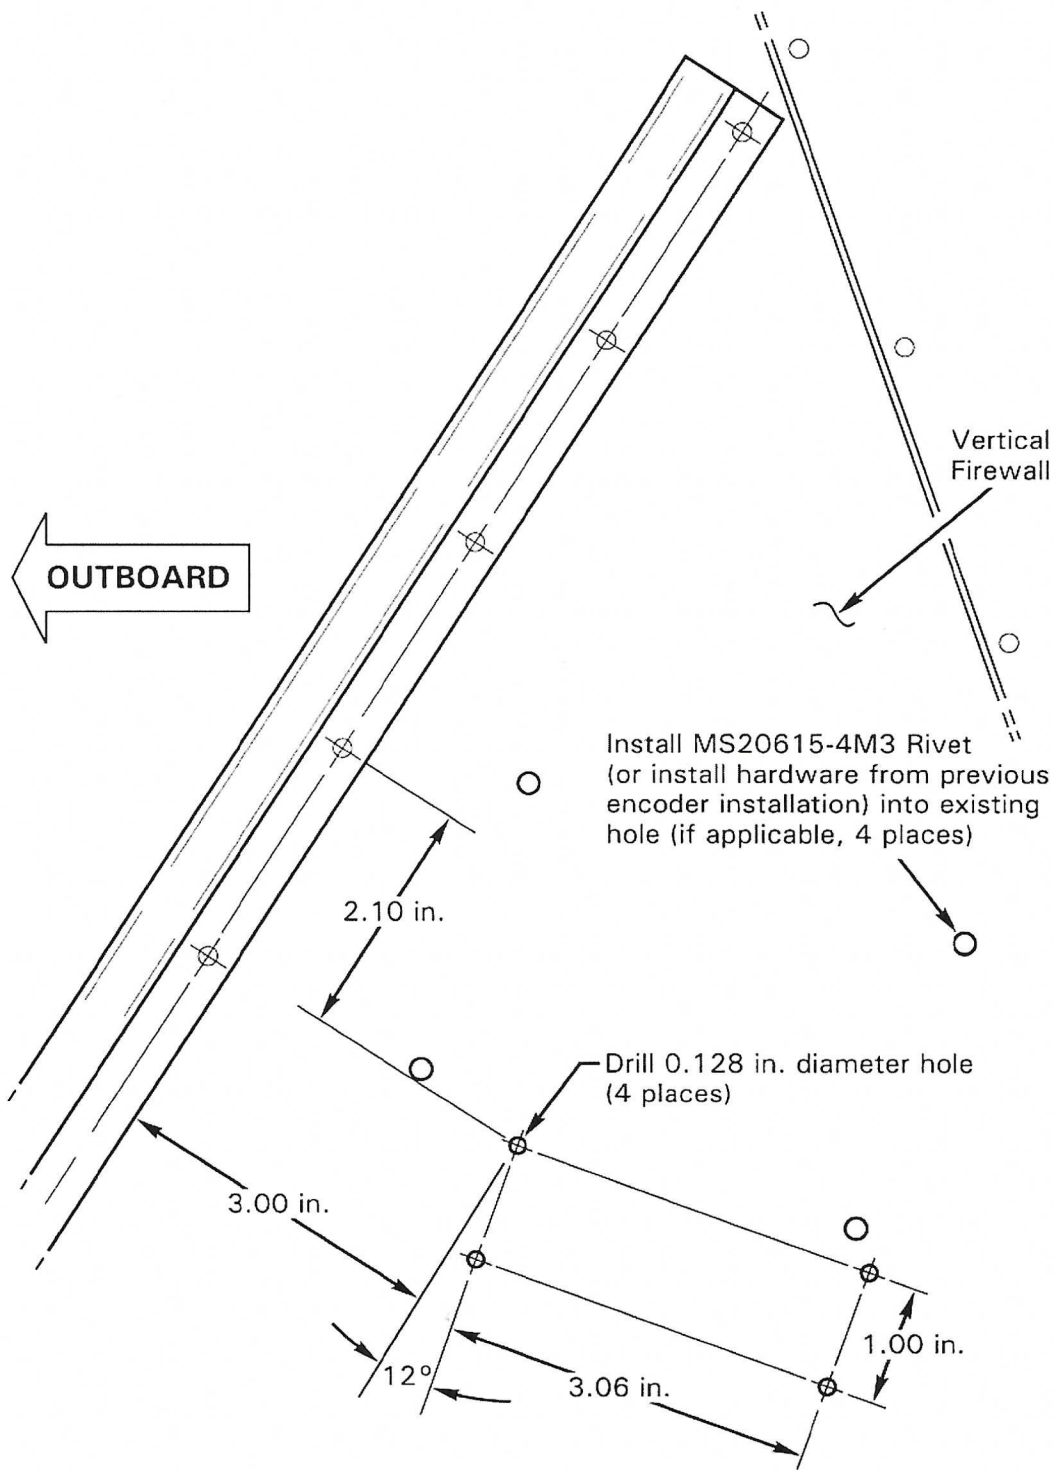 Vertical
Firewall
OUTBOARD
Install MS20615-4M3 Rivet
(or install hardware from previous
encoder installation) into existing
hole (if applicable, 4 places)
2.10 in.
Drill 0.128 in. diameter hole
(4 places)
3.00 in.
1.00 in.
12°
3.06 in.